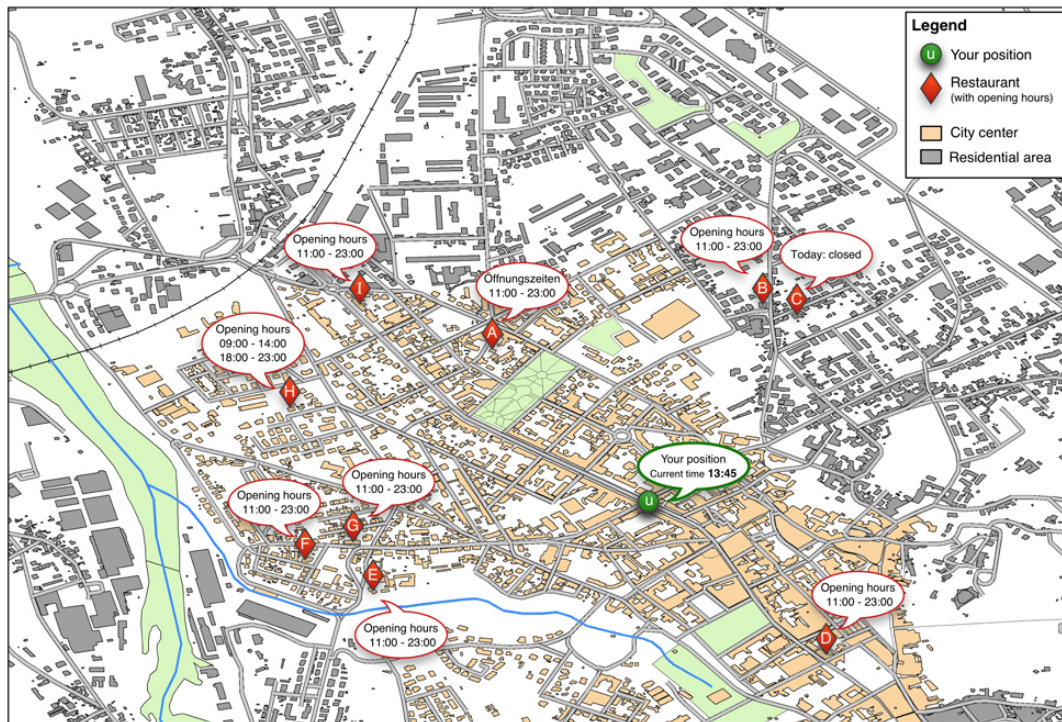 Legend
u Your position
Restaurant
(with opening hours)
City center
Residential area
Opening hours
11:00 - 23:00
I
Öffnungszeiten
11:00 - 23:00
A
Opening hours
11:00 - 23:00
B
Today: closed
C
Opening hours
09:00 - 14:00
18:00 - 23:00
H
Your position
Current time 13:45
u
Opening hours
11:00 - 23:00
G
Opening hours
11:00 - 23:00
F
E
Opening hours
11:00 - 23:00
Opening hours
11:00 - 23:00
D